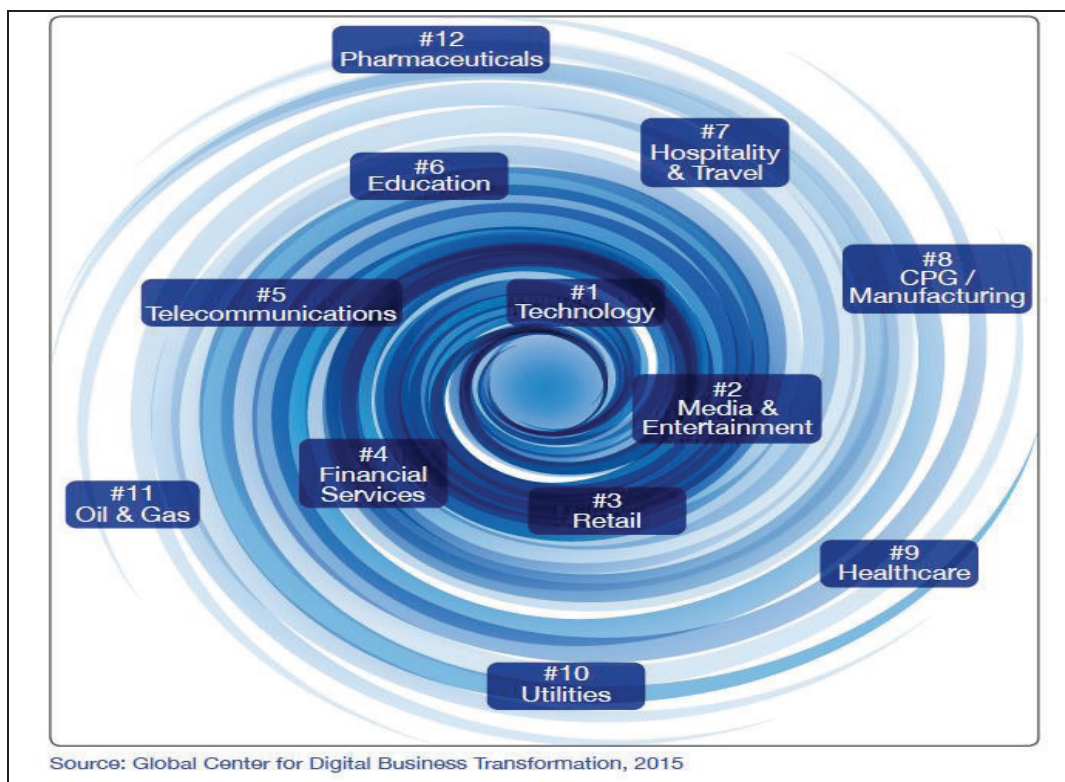 #12
Pharmaceuticals
#7
Hospitality
& Travel
#6
Education
#8
CPG /
Manufacturing
#5
Telecommunications
#1
Technology
#2
Media &
Entertainment
#4
Financial
Services
#3
Retail
#11
Oil & Gas
#9
Healthcare
#10
Utilities
Source: Global Center for Digital Business Transformation, 2015